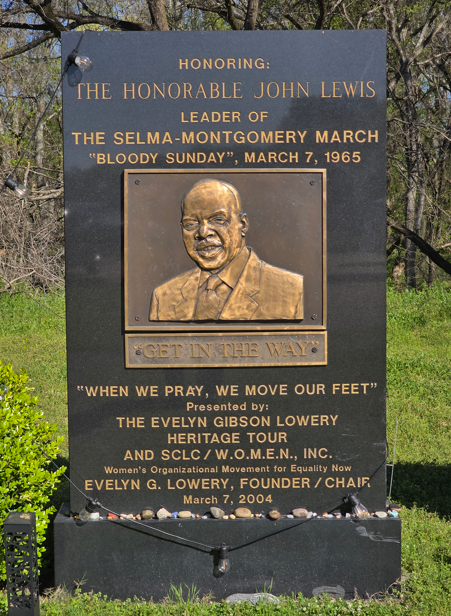 HONORING:
THE HONORABLE JOHN LEWIS
LEADER OF
THE SELMA-MONTGOMERY MARCH
"BLOODY SUNDAY", MARCH 7, 1965
"GET IN THE WAY"
"WHEN WE PRAY, WE MOVE OUR FEET"
Presented by:
THE EVELYN GIBSON LOWERY
HERITAGE TOUR
AND SCLC/W.O.M.E.N., INC.
Women's Organizational Movement for Equality Now
EVELYN G. LOWERY, FOUNDER/CHAIR
March 7, 2004